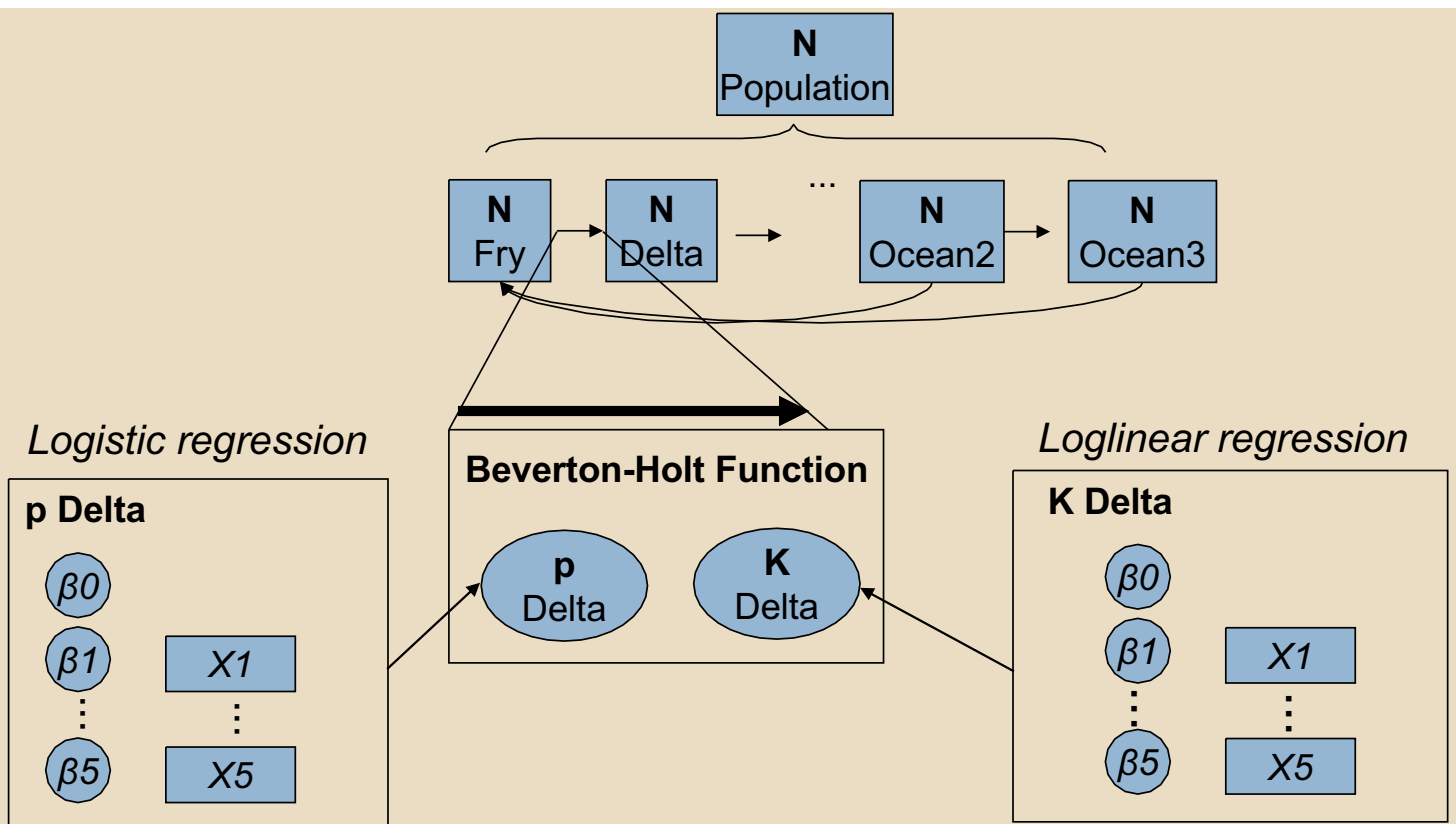 N
Population
...
N
Fry
N
Delta
N
Ocean2
N
Ocean3
Logistic regression
Loglinear regression
Beverton-Holt Function
p Delta
β0
β1
X1
β5
X5
p
Delta
K
Delta
K Delta
β0
β1
X1
β5
X5